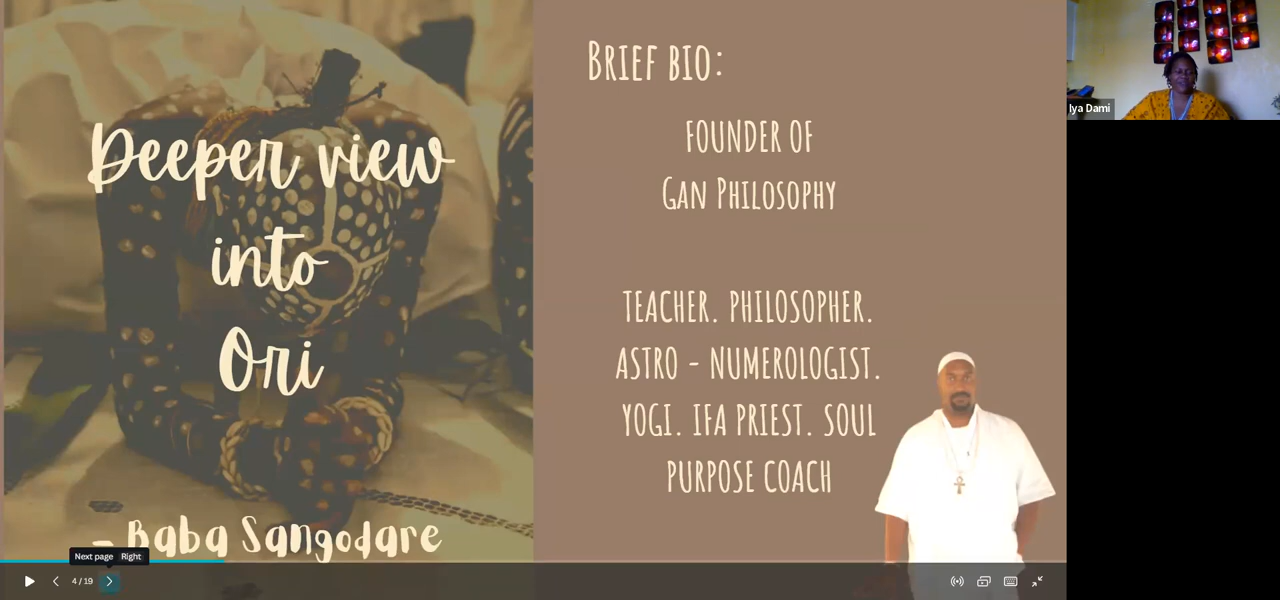 Deeper view
into
Ori
- Baba Sangodare
Brief bio:
founder of
Gan Philosophy
Teacher. Philosopher.
Astro - Numerologist.
Yogi. Ifa Priest. Soul
Purpose Coach
Iya Dami
Next page Right
4 / 19